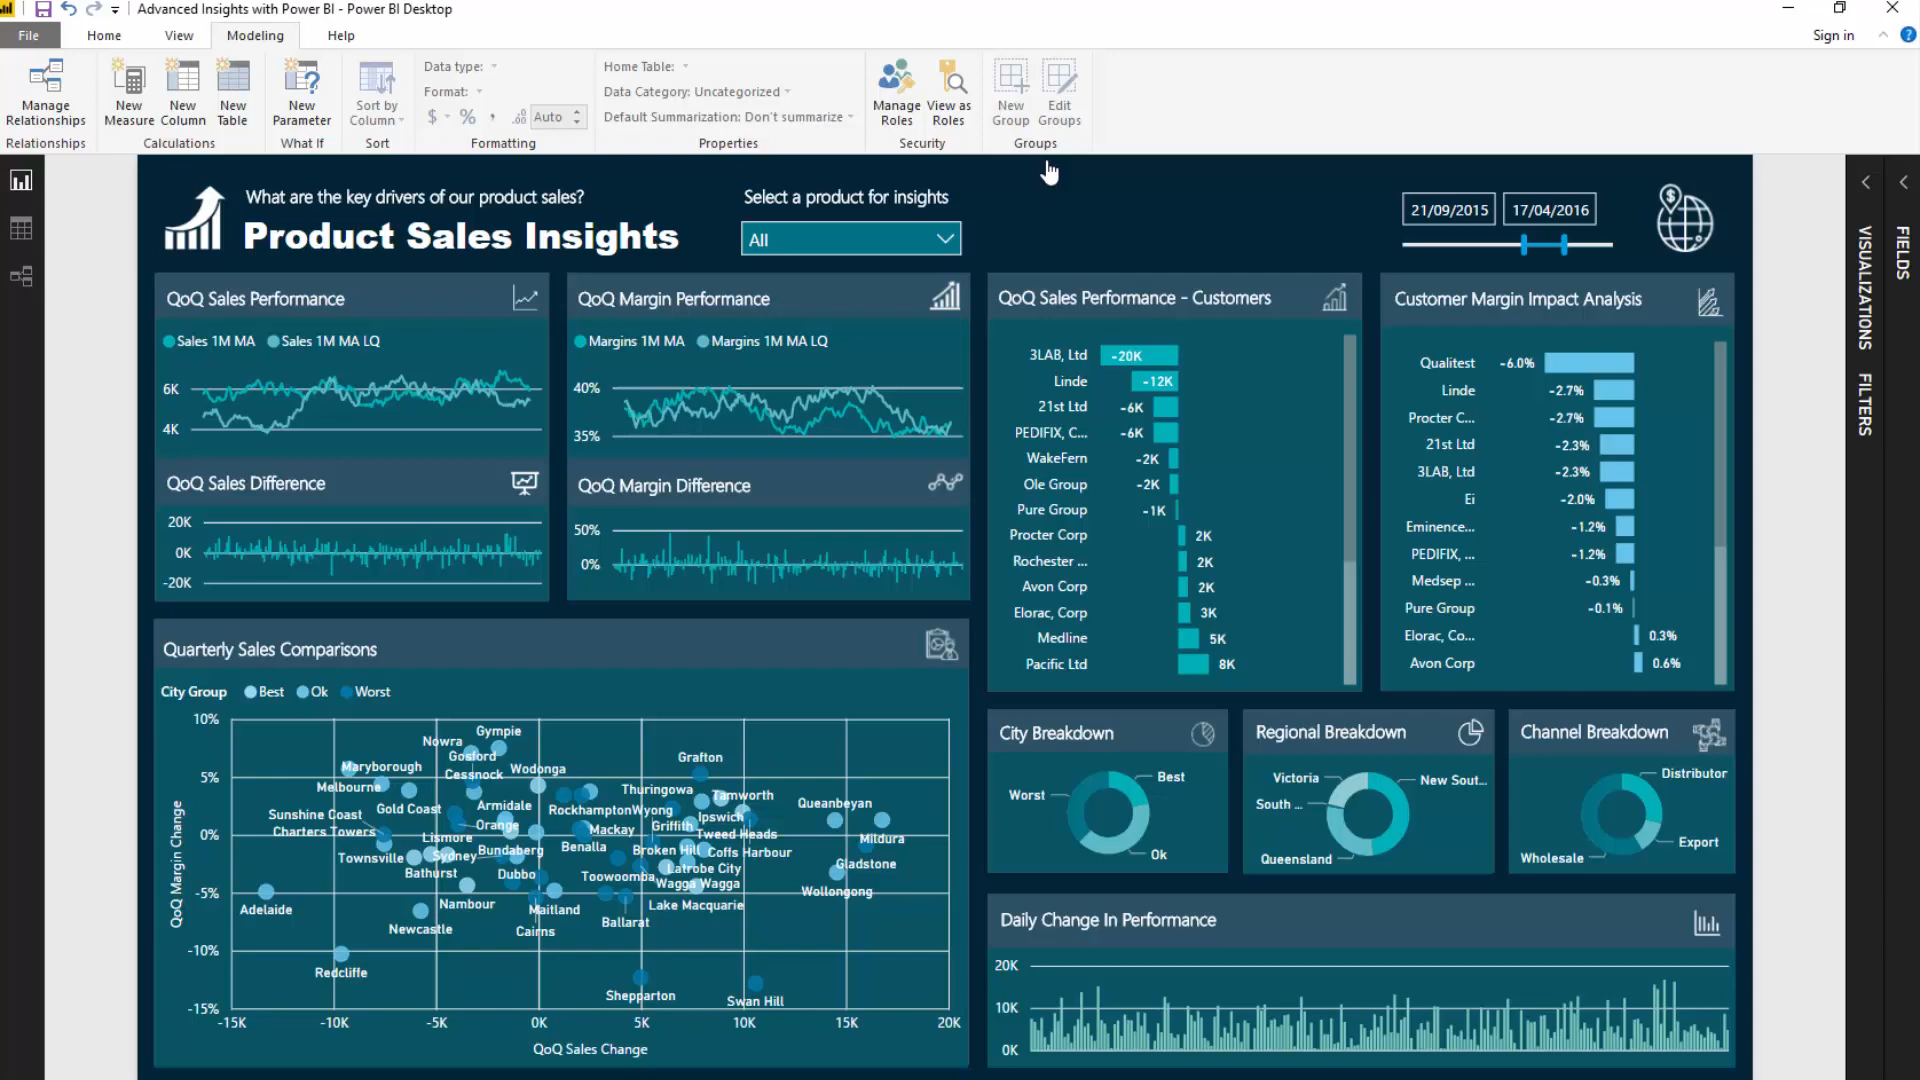 Advanced Insights with Power BI - Power BI Desktop
File Home View Modeling Help Sign in
Manage Relationships
New Measure
New Column
New Table
New Parameter
Sort by Column
Data type:
Format:
$ % , .00 Auto
Home Table:
Data Category: Uncategorized
Default Summarization: Don't summarize
Manage Roles
View as Roles
New Group
Edit Groups
Relationships Calculations What If Sort Formatting Properties Security Groups
What are the key drivers of our product sales?
Product Sales Insights
Select a product for insights
All
21/09/2015 17/04/2016
VISUALIZATIONS
FILTERS
FIELDS
QoQ Sales Performance
Sales 1M MA Sales 1M MA LQ
6K
4K
QoQ Sales Difference
20K
0K
-20K
QoQ Margin Performance
Margins 1M MA Margins 1M MA LQ
40%
35%
QoQ Margin Difference
50%
0%
QoQ Sales Performance - Customers
3LAB, Ltd -20K
Linde -12K
21st Ltd -6K
PEDIFIX, C... -6K
WakeFern -2K
Ole Group -2K
Pure Group -1K
Procter Corp 2K
Rochester ... 2K
Avon Corp 2K
Elorac, Corp 3K
Medline 5K
Pacific Ltd 8K
Customer Margin Impact Analysis
Qualitest -6.0%
Linde -2.7%
Procter C... -2.7%
21st Ltd -2.3%
3LAB, Ltd -2.3%
Ei -2.0%
Eminence... -1.2%
PEDIFIX, ... -1.2%
Medsep ... -0.3%
Pure Group -0.1%
Elorac, Co... 0.3%
Avon Corp 0.6%
Quarterly Sales Comparisons
City Group Best Ok Worst
QoQ Margin Change
10%
5%
0%
-5%
-10%
-15%
Gympie
Nowra
Gosford
Grafton
Maryborough
Cessnock
Wodonga
Melbourne
Thuringowa
Tamworth
Gold Coast
Armidale
Rockhampton
Wyong
Queanbeyan
Sunshine Coast
Ipswich
Charters Towers
Orange
Mackay
Griffith
Tweed Heads
Lismore
Mildura
Benalla
Townsville
Sydney
Bundaberg
Broken Hill
Coffs Harbour
Gladstone
Bathurst
Dubbo
Toowoomba
Latrobe City
Wagga Wagga
Wollongong
Adelaide
Nambour
Maitland
Lake Macquarie
Newcastle
Cairns
Ballarat
Redcliffe
Shepparton
Swan Hill
-15K -10K -5K 0K 5K 10K 15K 20K
QoQ Sales Change
City Breakdown
Best
Worst
Ok
Regional Breakdown
Victoria
New Sout...
South ...
Queensland
Channel Breakdown
Distributor
Export
Wholesale
Daily Change In Performance
20K
10K
0K